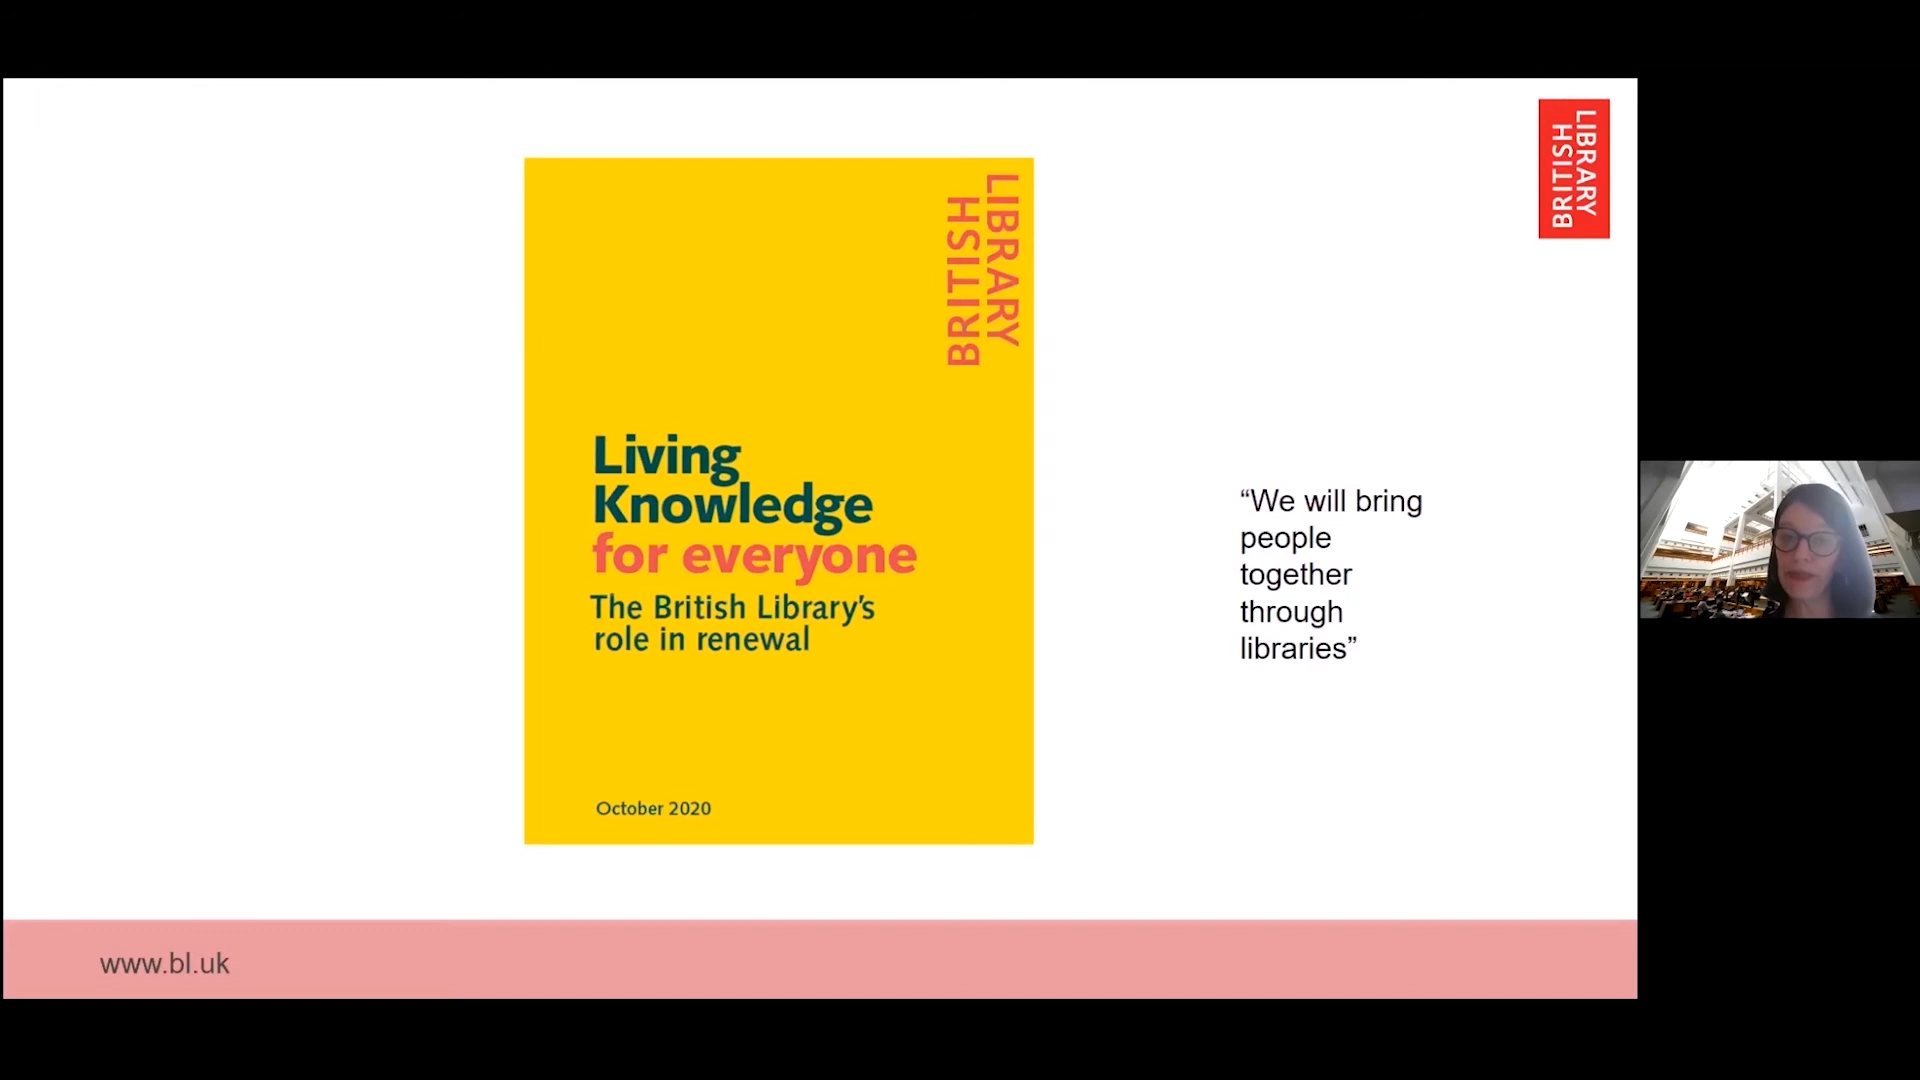 LIBRARY
BRITISH
LIBRARY
BRITISH
Living
Knowledge
for everyone
The British Library’s
role in renewal
October 2020
“We will bring
people
together
through
libraries”
www.bl.uk